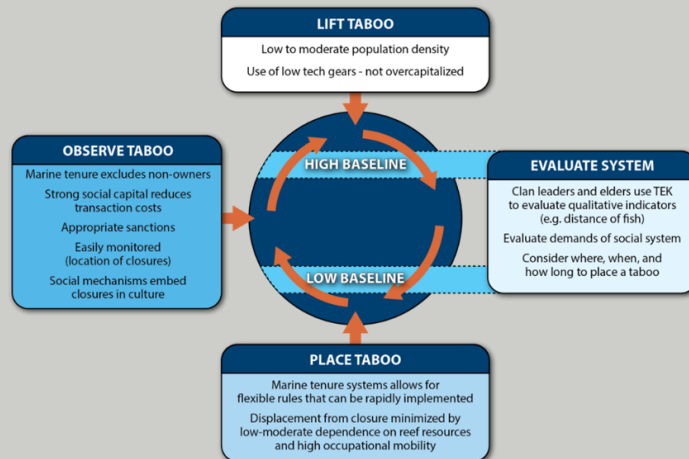 LIFT TABOO
Low to moderate population density
Use of low tech gears - not overcapitalized
OBSERVE TABOO
Marine tenure excludes non-owners
Strong social capital reduces
transaction costs
Appropriate sanctions
Easily monitored
(location of closures)
Social mechanisms embed
closures in culture
HIGH BASELINE
LOW BASELINE
EVALUATE SYSTEM
Clan leaders and elders use TEK
to evaluate qualitative indicators
(e.g. distance of fish)
Evaluate demands of social system
Consider where, when, and
how long to place a taboo
PLACE TABOO
Marine tenure systems allows for
flexible rules that can be rapidly implemented
Displacement from closure minimized by
low-moderate dependence on reef resources
and high occupational mobility